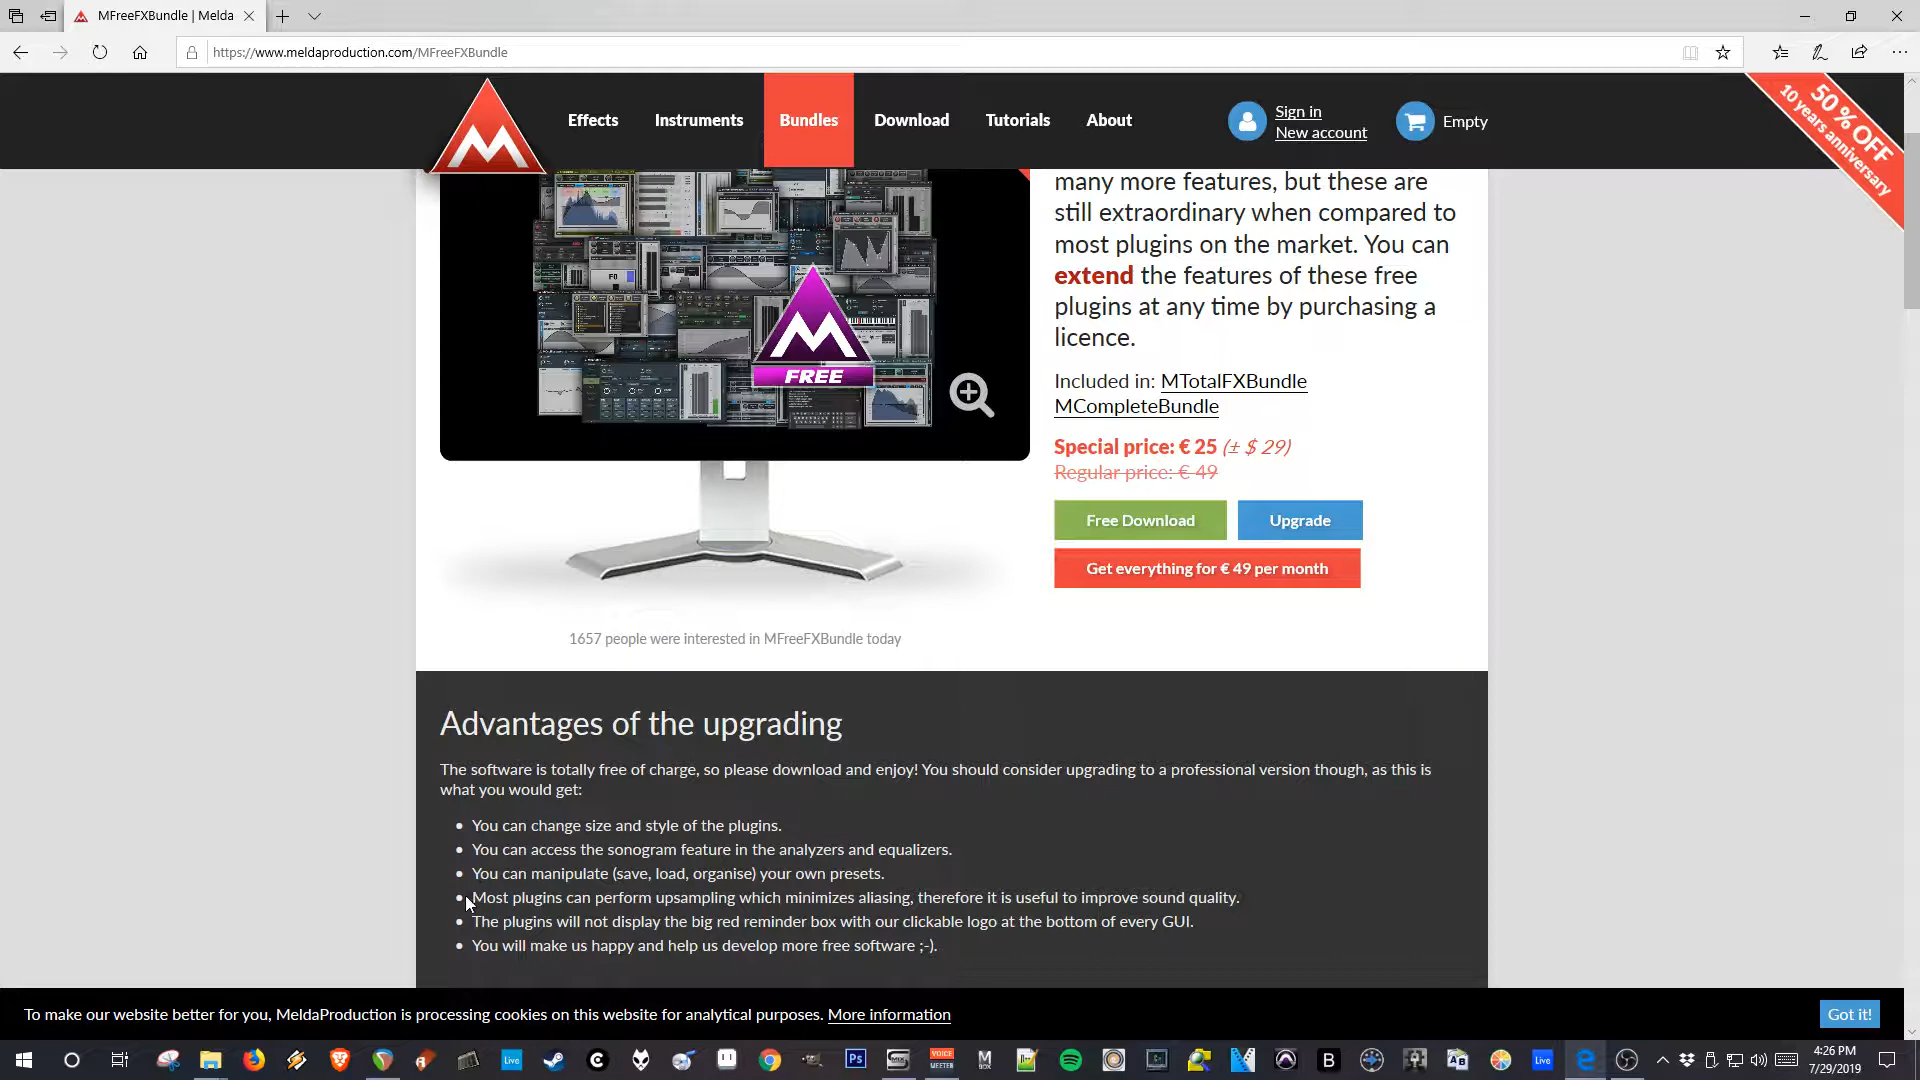 MFreeFXBundle | Melda
https://www.meldaproduction.com/MFreeFXBundle
Effects
Instruments
Bundles
Download
Tutorials
About
Sign in
New account
Empty
50 % OFF
10 years anniversary
many more features, but these are
still extraordinary when compared to
most plugins on the market. You can
extend the features of these free
plugins at any time by purchasing a
licence.
FREE
Included in: MTotalFXBundle
MCompleteBundle
Special price: € 25 (± $ 29)
Regular price: € 49
Free Download
Upgrade
Get everything for € 49 per month
1657 people were interested in MFreeFXBundle today
Advantages of the upgrading
The software is totally free of charge, so please download and enjoy! You should consider upgrading to a professional version though, as this is
what you would get:
• You can change size and style of the plugins.
• You can access the sonogram feature in the analyzers and equalizers.
• You can manipulate (save, load, organise) your own presets.
• Most plugins can perform upsampling which minimizes aliasing, therefore it is useful to improve sound quality.
• The plugins will not display the big red reminder box with our clickable logo at the bottom of every GUI.
• You will make us happy and help us develop more free software ;-).
To make our website better for you, MeldaProduction is processing cookies on this website for analytical purposes. More information
Got it!
Live
Ps
VOICE
MEETER
M
BOX
B
Live
4:26 PM
7/29/2019